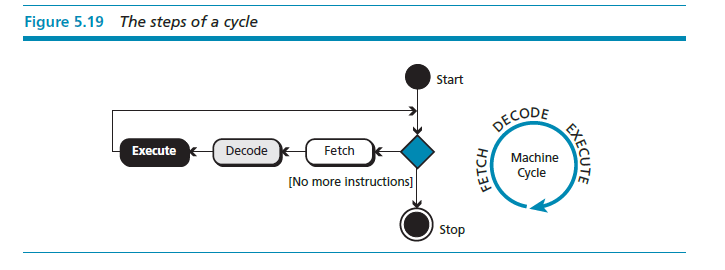 Figure 5.19 The steps of a cycle
Start
Execute
Decode
Fetch
[No more instructions]
Stop
FETCH
DECODE
EXECUTE
Machine
Cycle